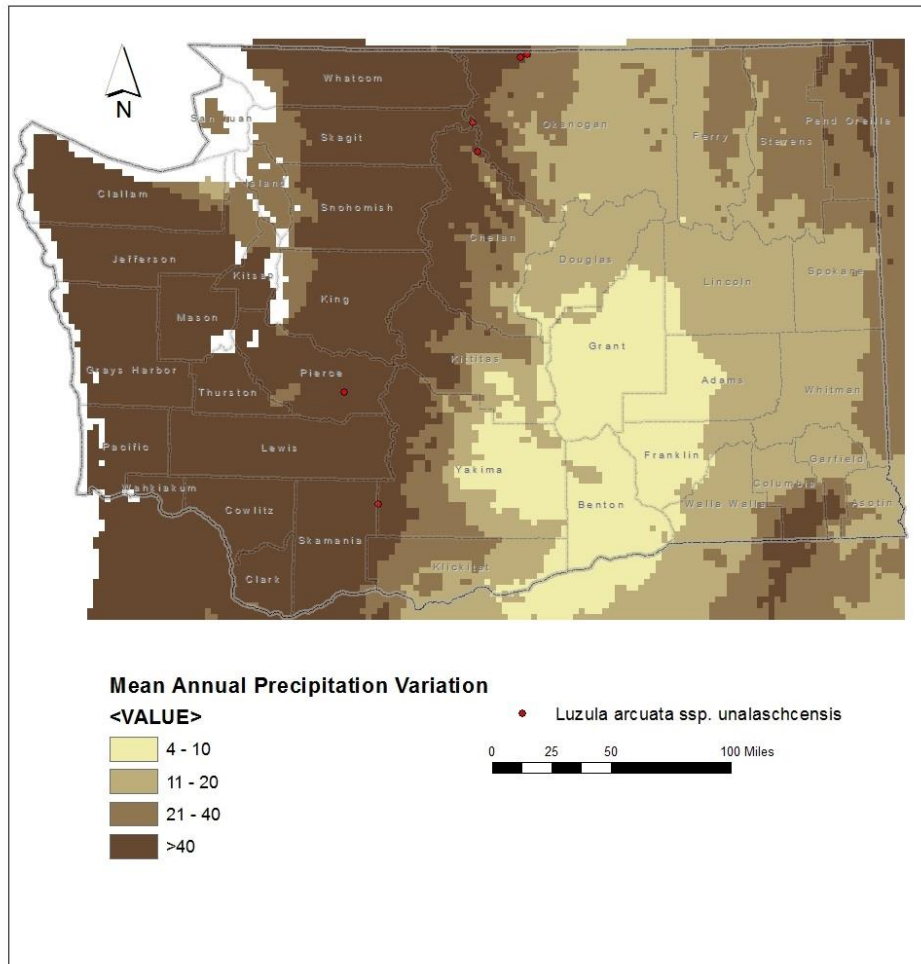 N
Whatcom
San Juan
Okanogan
Pend Oreille
Ferry
Skagit
Stevens
Island
Clallam
Snohomish
Chelan
Jefferson
Douglas
Kitsap
Lincoln
Spokane
King
Mason
Grant
Kittitas
Grays Harbor
Pierce
Adams
Thurston
Whitman
Pacific
Lewis
Franklin
Garfield
Yakima
Columbia
Wahkiakum
Benton
Walla Walla
Asotin
Cowlitz
Skamania
Klickitat
Clark
Mean Annual Precipitation Variation
<VALUE>
4 - 10
11 - 20
21 - 40
>40
Luzula arcuata ssp. unalaschcensis
0 25 50 100 Miles